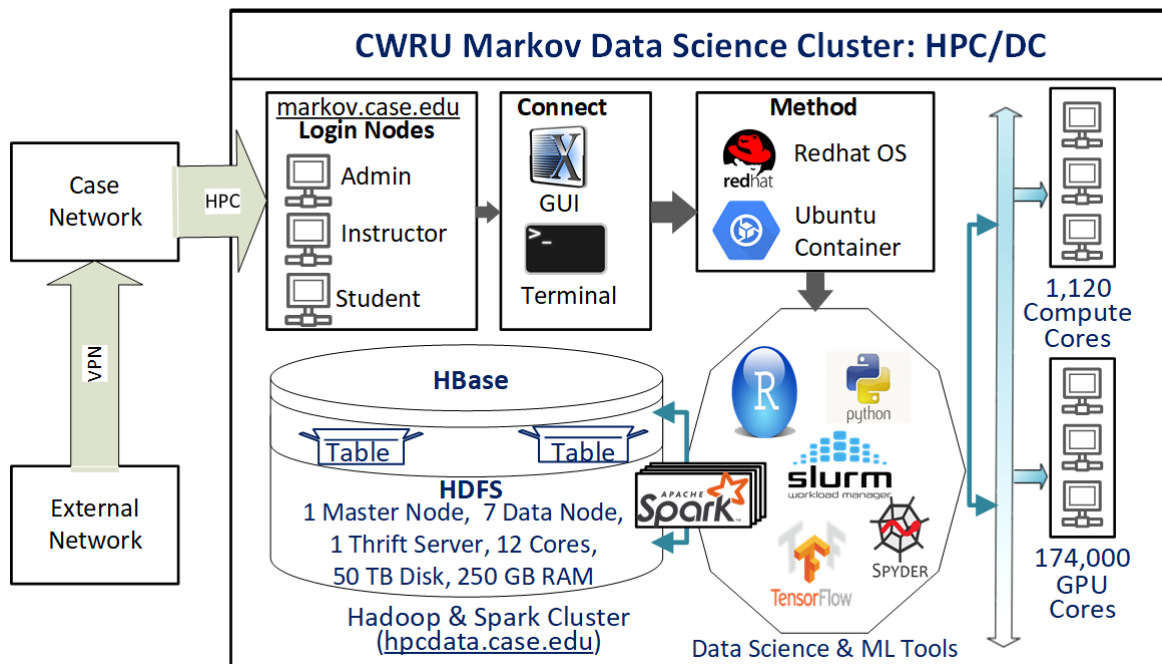 CWRU Markov Data Science Cluster: HPC/DC
Case
Network
HPC
VPN
External
Network
markov.case.edu
Login Nodes
Admin
Instructor
Student
Connect
X
GUI
>_
Terminal
Method
redhat
Redhat OS
Ubuntu
Container
1,120
Compute
Cores
174,000
GPU
Cores
HBase
Table
Table
HDFS
1 Master Node, 7 Data Node,
1 Thrift Server, 12 Cores,
50 TB Disk, 250 GB RAM
Hadoop & Spark Cluster
(hpcdata.case.edu)
APACHE
Spark™
R
python
slurm
workload manager
TensorFlow
SPYDER
Data Science & ML Tools